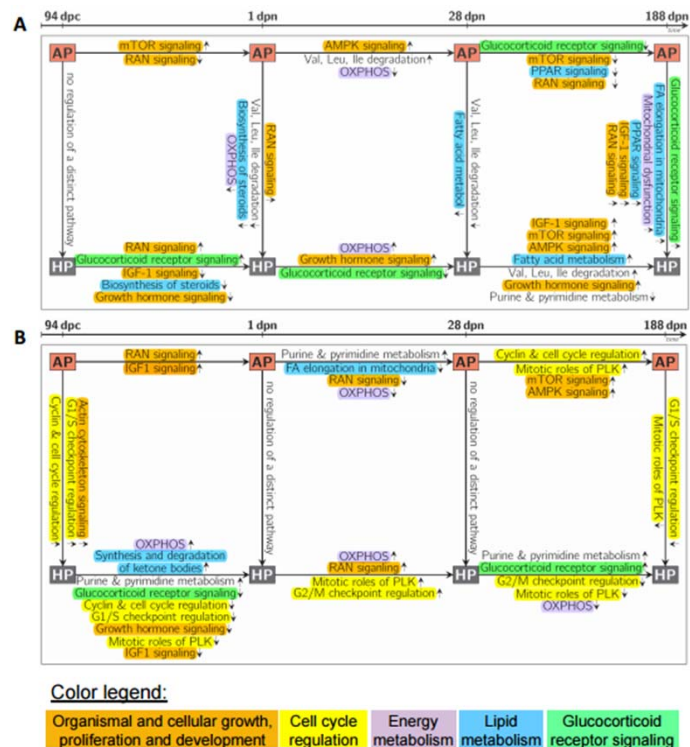 94 dpc 1 dpn 28 dpn 188 dpn
time
A
AP AP AP AP
mTOR signaling
RAN signaling
AMPK signaling
Val, Leu, Ile degradation
OXPHOS
Glucocorticoid receptor signaling
mTOR signaling
PPAR signaling
RAN signaling
no regulation of a distinct pathway
RAN signaling
Val, Leu, Ile degradation
Biosynthesis of steroids
OXPHOS
Val, Leu, Ile degradation
Fatty acid metabol
Glucocorticoid receptor signaling
FA elongation in mitochondria
Mitochondrial dysfunction
PPAR signaling
IGF-1 signaling
RAN signaling
HP HP HP HP
RAN signaling
Glucocorticoid receptor signaling
IGF-1 signaling
Biosynthesis of steroids
Growth hormone signaling
OXPHOS
Growth hormone signaling
Glucocorticoid receptor signaling
IGF-1 signaling
mTOR signaling
AMPK signaling
Fatty acid metabolism
Val, Leu, Ile degradation
Growth hormone signaling
Purine & pyrimidine metabolism
94 dpc 1 dpn 28 dpn 188 dpn
time
B
AP AP AP AP
RAN signaling
IGF1 signaling
Purine & pyrimidine metabolism
FA elongation in mitochondria
RAN signaling
OXPHOS
Cyclin & cell cycle regulation
Mitotic roles of PLK
mTOR signaling
AMPK signaling
Actin cytoskeleton signaling
G1/S checkpoint regulation
Cyclin & cell cycle regulation
no regulation of a distinct pathway
no regulation of a distinct pathway
G1/S checkpoint regulation
Mitotic roles of PLK
HP HP HP HP
OXPHOS
Synthesis and degradation
of ketone bodies
Purine & pyrimidine metabolism
Glucocorticoid receptor signaling
Cyclin & cell cycle regulation
G1/S checkpoint regulation
Growth hormone signaling
Mitotic roles of PLK
IGF1 signaling
OXPHOS
RAN siganling
Mitotic roles of PLK
G2/M checkpoint regulation
Purine & pyrimidine metabolism
Glucocorticoid receptor signaling
G2/M checkpoint regulation
Mitotic roles of PLK
OXPHOS
Color legend:
Organismal and cellular growth,
proliferation and development
Cell cycle
regulation
Energy
metabolism
Lipid
metabolism
Glucocorticoid
receptor signaling